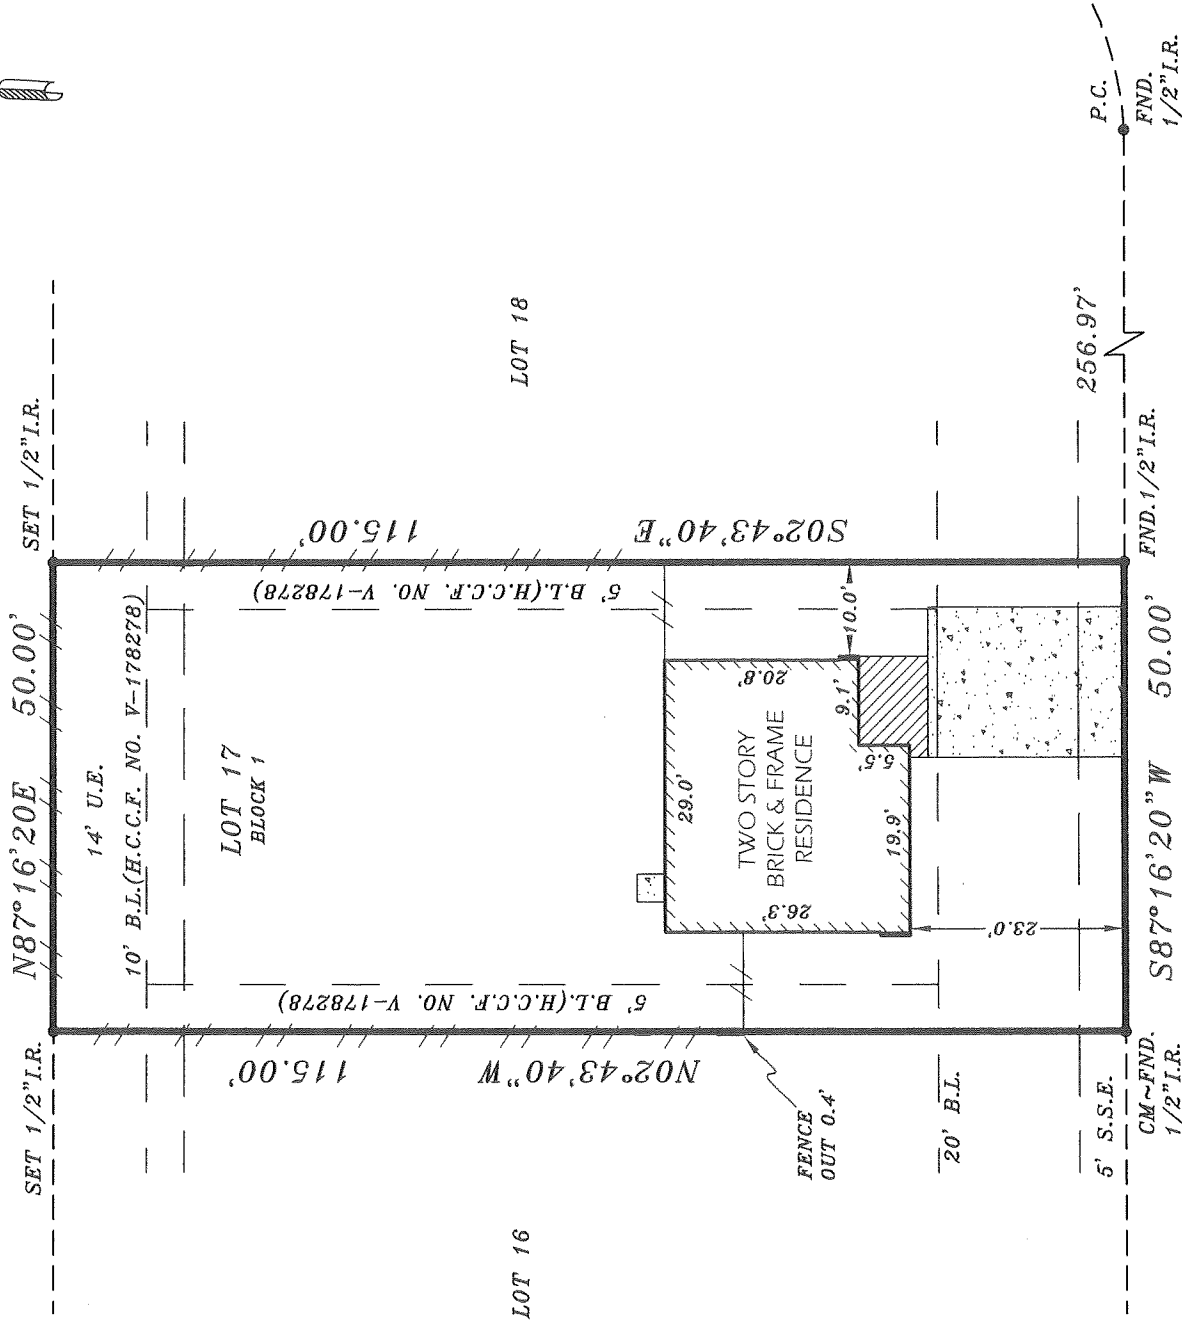 SET 1/2"I.R.
N87°16'20E 50.00'
SET 1/2"I.R.
14' U.E.
10' B.L.(H.C.C.F. NO. V-178278)
LOT 17
BLOCK 1
5' B.L.(H.C.C.F. NO. V-178278)
5' B.L.(H.C.C.F. NO. V-178278)
N02°43'40"W 115.00'
S02°43'40"E 115.00'
LOT 16
LOT 18
29.0'
20.8'
26.3'
TWO STORY
BRICK & FRAME
RESIDENCE
9.1'
5.5'
19.9'
10.0'
23.0'
FENCE
OUT 0.4'
20' B.L.
5' S.S.E.
256.97'
P.C.
CM~FND.
1/2"I.R.
S87°16'20"W 50.00'
FND.1/2"I.R.
FND.
1/2"I.R.